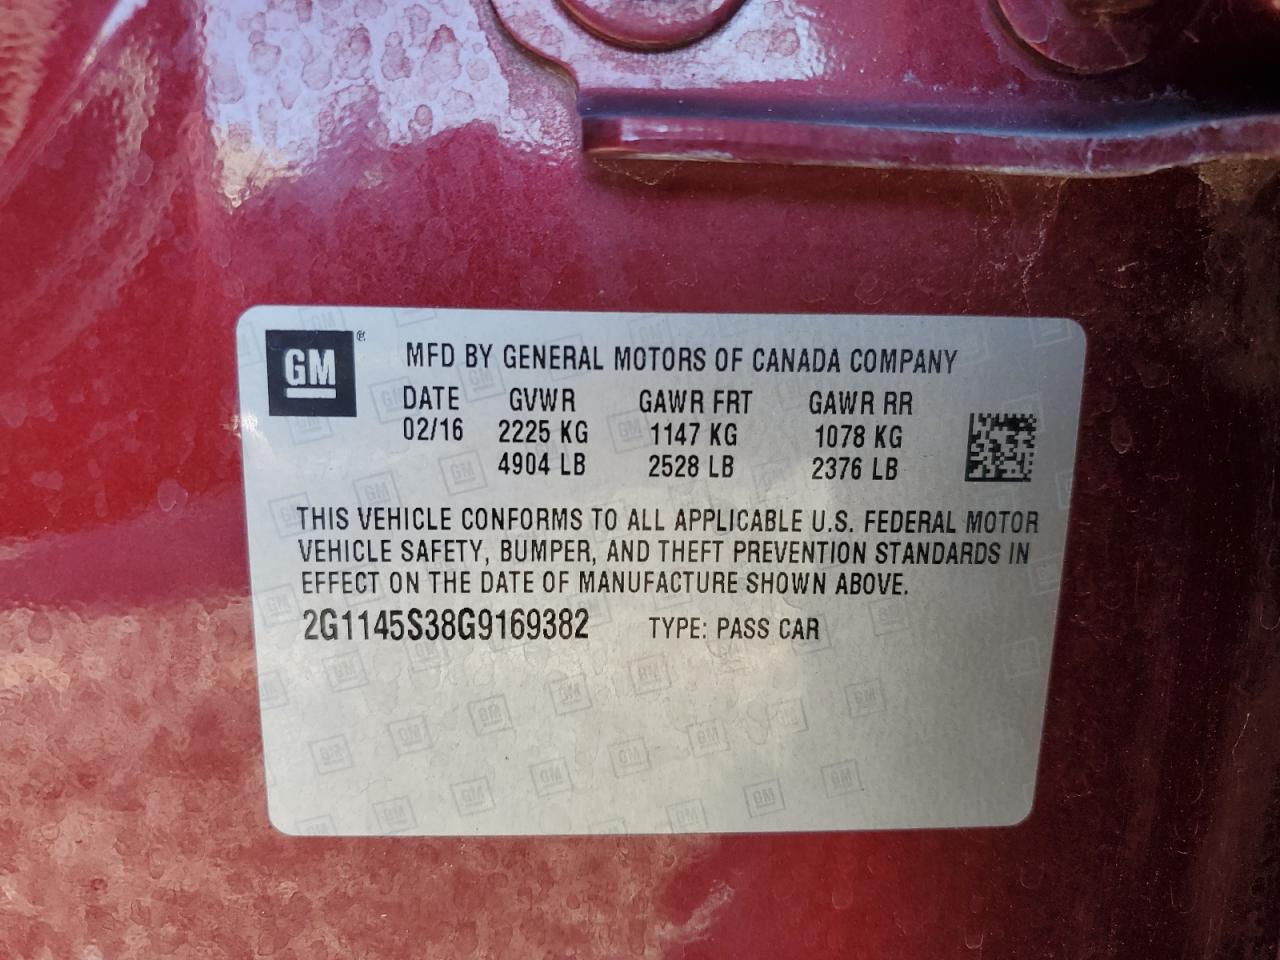 GM®
MFD BY GENERAL MOTORS OF CANADA COMPANY
DATE GVWR GAWR FRT GAWR RR
02/16 2225 KG 1147 KG 1078 KG
4904 LB 2528 LB 2376 LB
THIS VEHICLE CONFORMS TO ALL APPLICABLE U.S. FEDERAL MOTOR
VEHICLE SAFETY, BUMPER, AND THEFT PREVENTION STANDARDS IN
EFFECT ON THE DATE OF MANUFACTURE SHOWN ABOVE.
2G1145S38G9169382 TYPE: PASS CAR